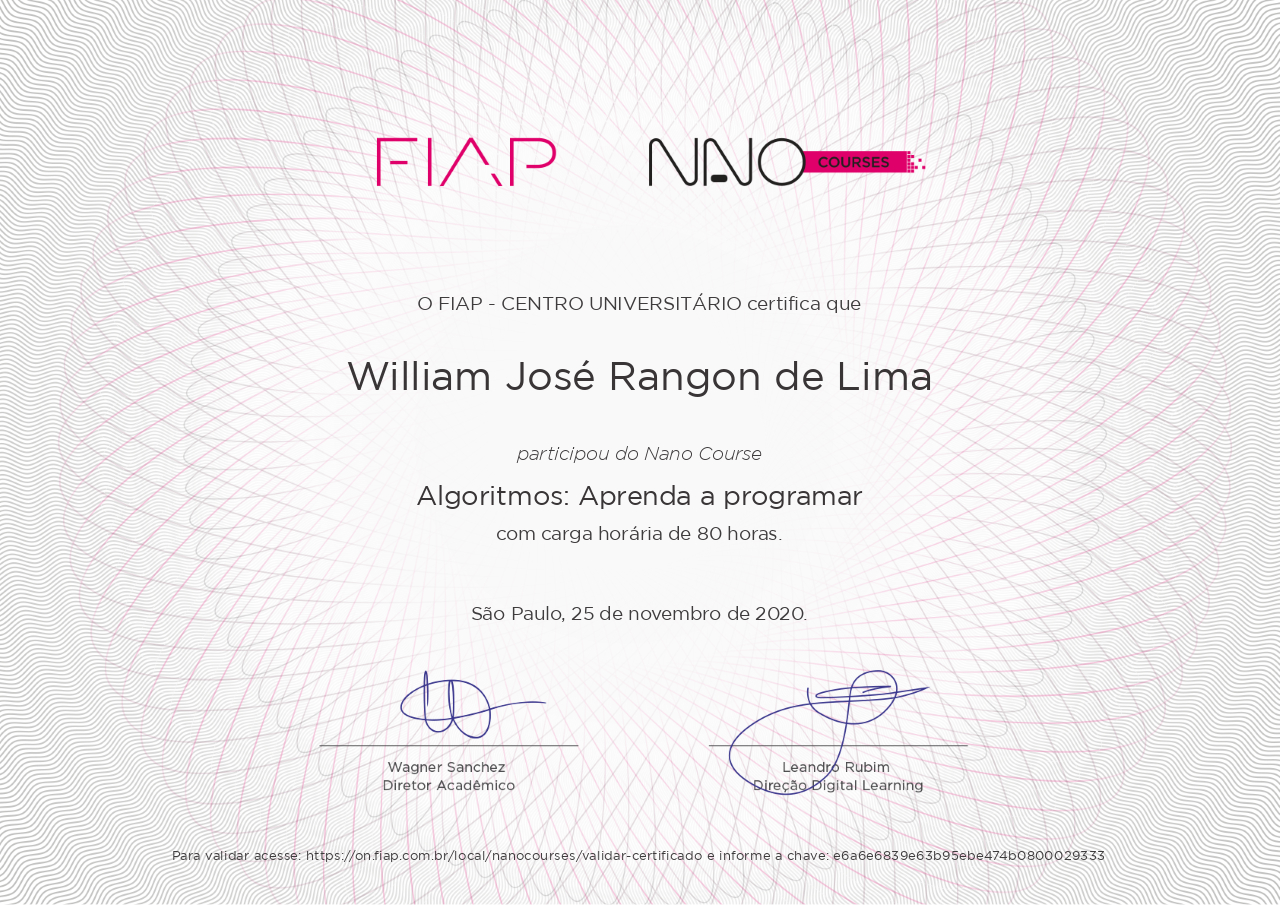 FIAP NANO COURSES
O FIAP - CENTRO UNIVERSITÁRIO certifica que
William José Rangon de Lima
participou do Nano Course
Algoritmos: Aprenda a programar
com carga horária de 80 horas.
São Paulo, 25 de novembro de 2020.
Wagner Sanchez
Diretor Acadêmico
Leandro Rubim
Direção Digital Learning
Para validar acesse: https://on.fiap.com.br/local/nanocourses/validar-certificado e informe a chave: e6a6e6839e63b95ebe474b0800029333